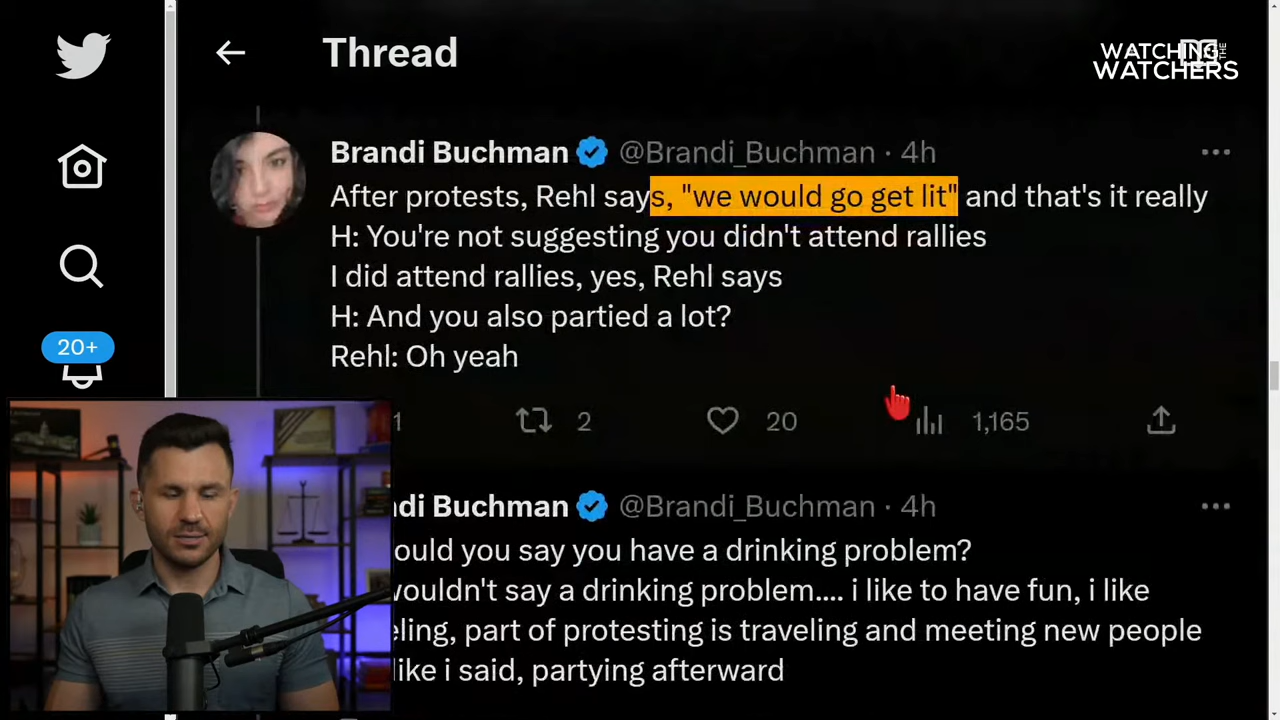 Thread
WATCHING THE
WATCHERS
Brandi Buchman @Brandi_Buchman · 4h
After protests, Rehl says, "we would go get lit" and that's it really
H: You're not suggesting you didn't attend rallies
I did attend rallies, yes, Rehl says
H: And you also partied a lot?
Rehl: Oh yeah
20+
1 2 20 1,165
di Buchman @Brandi_Buchman · 4h
ould you say you have a drinking problem?
wouldn't say a drinking problem.... i like to have fun, i like
eling, part of protesting is traveling and meeting new people
like i said, partying afterward